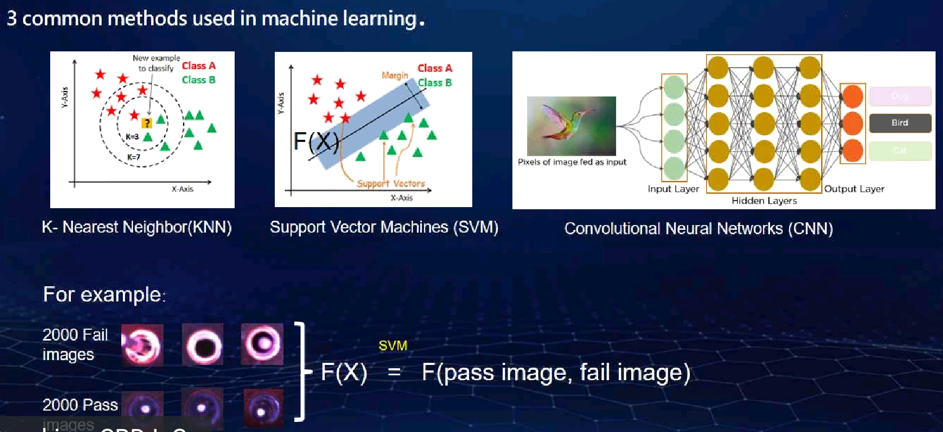 3 common methods used in machine learning.
New example
to classify
Class A
Class B
Y-Axis
?
K=3
K=7
X-Axis
Class A
Class B
Margin
Y-Axis
F(X)
Support Vectors
X-Axis
Pixels of image fed as input
Input Layer
Hidden Layers
Output Layer
Dog
Bird
Cat
K- Nearest Neighbor(KNN)
Support Vector Machines (SVM)
Convolutional Neural Networks (CNN)
For example:
2000 Fail
images
SVM
F(X) = F(pass image, fail image)
2000 Pass
images